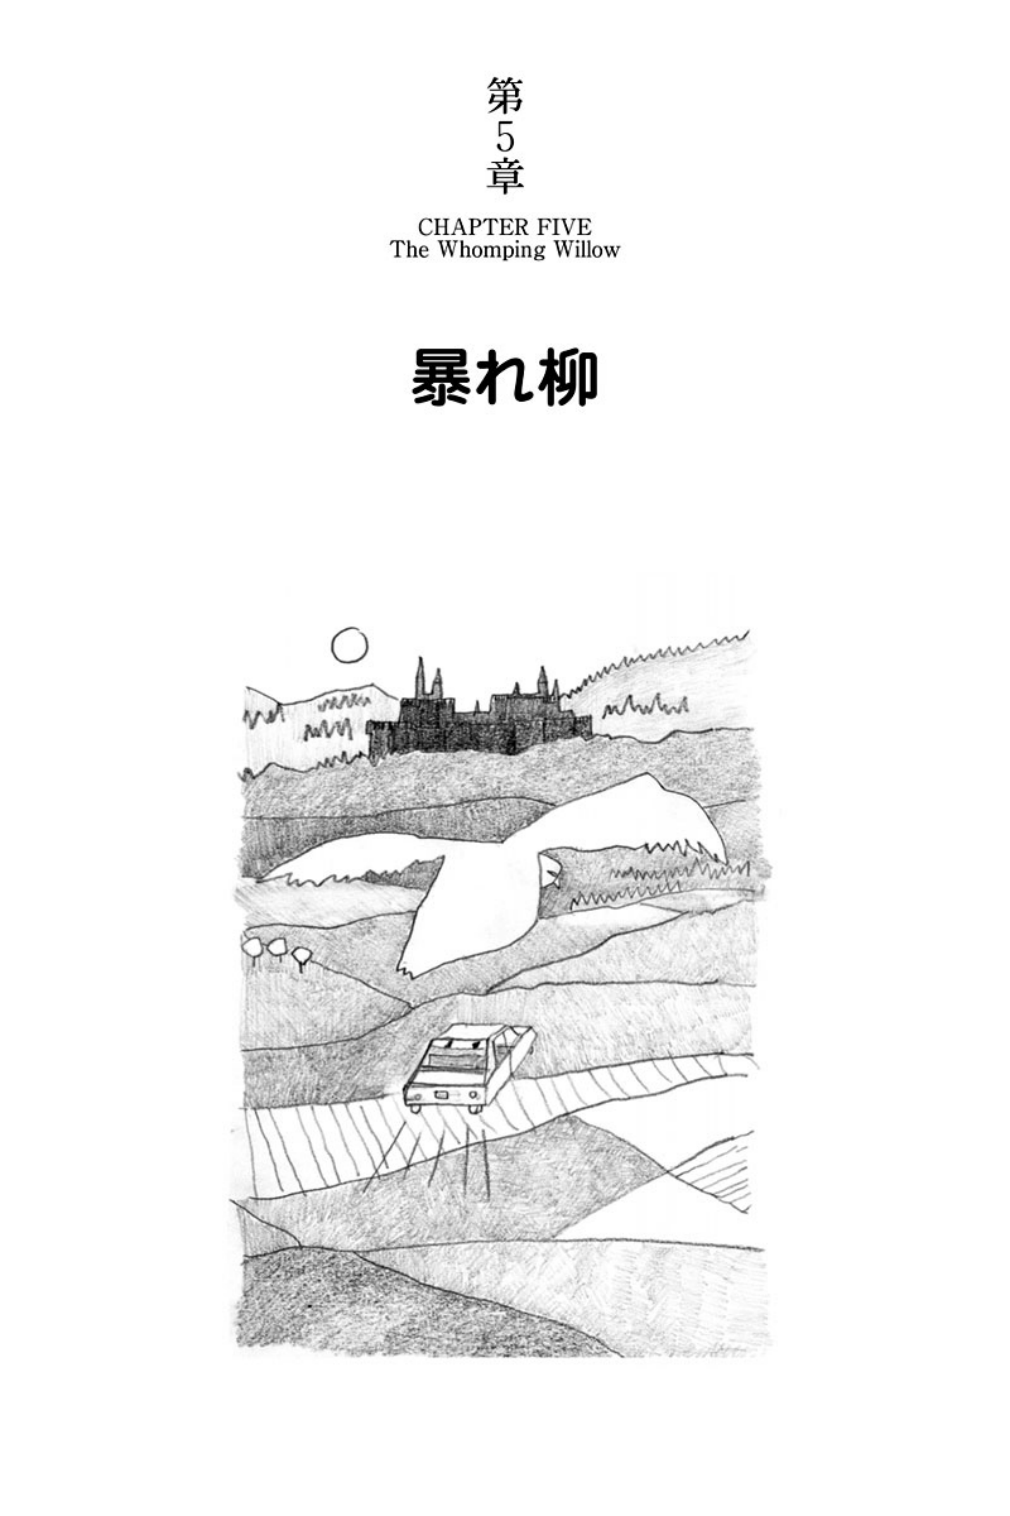 第5章
CHAPTER FIVE
The Whomping Willow
暴れ柳